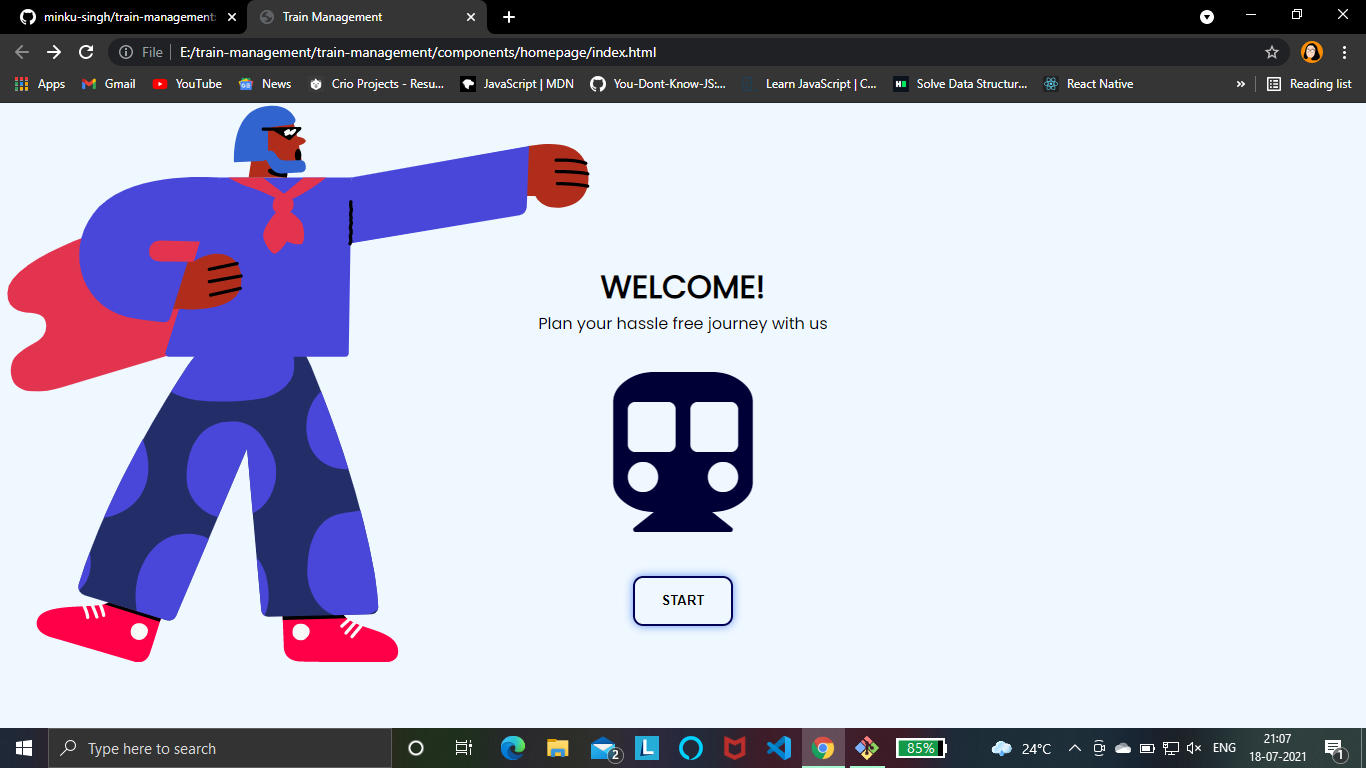 minku-singh/train-management:
Train Management
File
E:/train-management/train-management/components/homepage/index.html
Apps
Gmail
YouTube
News
Crio Projects - Resu...
JavaScript | MDN
You-Dont-Know-JS:...
Learn JavaScript | C...
Solve Data Structur...
React Native
»
Reading list
WELCOME!
Plan your hassle free journey with us
START
Type here to search
2
L
85%
24°C
ENG
21:07
18-07-2021
1